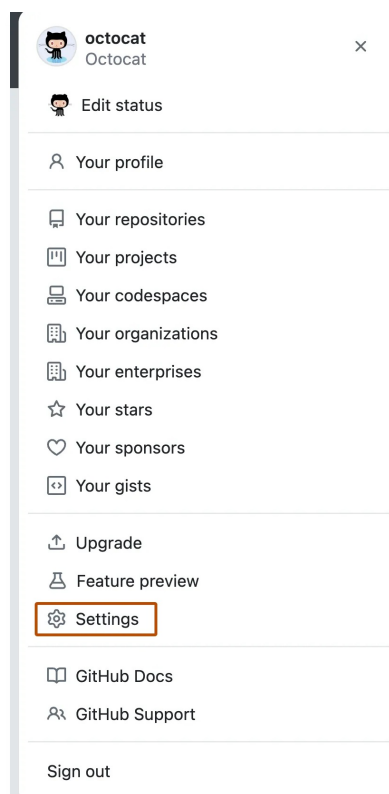 octocat
Octocat
Edit status
Your profile
Your repositories
Your projects
Your codespaces
Your organizations
Your enterprises
Your stars
Your sponsors
Your gists
Upgrade
Feature preview
Settings
GitHub Docs
GitHub Support
Sign out